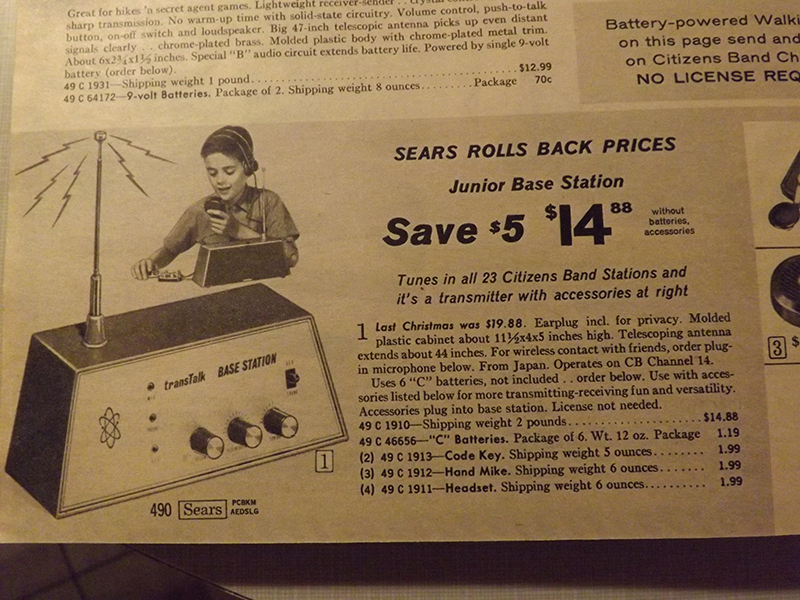 Great for hikes 'n secret agent games. Lightweight receiver-sender . .
sharp transmission. No warm-up time with solid-state circuitry. Volume control, push-to-talk
button, on-off switch and loudspeaker. Big 47-inch telescopic antenna picks up even distant
signals clearly . . chrome-plated brass. Molded plastic body with chrome-plated metal trim.
About 6x2¾x1⅜ inches. Special "B" audio circuit extends battery life. Powered by single 9-volt
battery (order below).
49 C 1931—Shipping weight 1 pound.......$12.99
49 C 64172—9-volt Batteries. Package of 2. Shipping weight 8 ounces.........Package 70c
Battery-powered Walki
on this page send and
on Citizens Band Ch
NO LICENSE REQ
SEARS ROLLS BACK PRICES
Junior Base Station
Save $5 $14 88
without
batteries,
accessories
Tunes in all 23 Citizens Band Stations and
it's a transmitter with accessories at right
1 Last Christmas was $19.88. Earplug incl. for privacy. Molded
plastic cabinet about 11½x4x5 inches high. Telescoping antenna
extends about 44 inches. For wireless contact with friends, order plug-
in microphone below. From Japan. Operates on CB Channel 14.
Uses 6 "C" batteries, not included . . order below. Use with acces-
sories listed below for more transmitting-receiving fun and versatility.
Accessories plug into base station. License not needed.
49 C 1910—Shipping weight 2 pounds.........$14.88
49 C 46656—"C" Batteries. Package of 6. Wt. 12 oz. Package 1.19
(2) 49 C 1913—Code Key. Shipping weight 5 ounces........ 1.99
(3) 49 C 1912—Hand Mike. Shipping weight 6 ounces....... 1.99
(4) 49 C 1911—Headset. Shipping weight 6 ounces.......... 1.99
transTalk BASE STATION
1
3 $
490 Sears PCBKM
AEDSLG